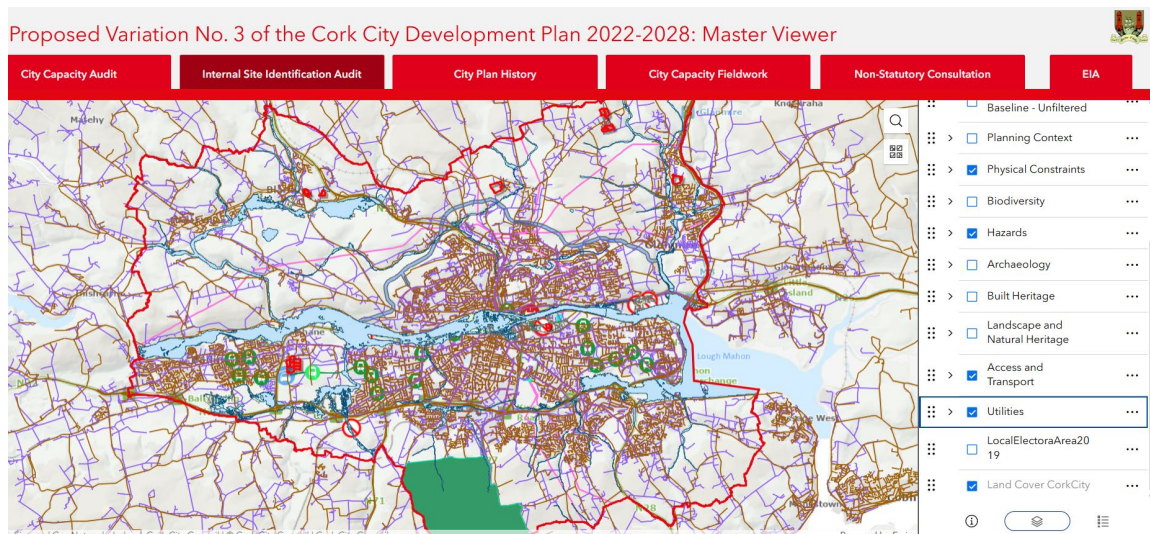 Proposed Variation No. 3 of the Cork City Development Plan 2022-2028: Master Viewer
City Capacity Audit
Internal Site Identification Audit
City Plan History
City Capacity Fieldwork
Non-Statutory Consultation
EIA
Baseline - Unfiltered
Planning Context
Physical Constraints
Biodiversity
Hazards
Archaeology
Built Heritage
Landscape and
Natural Heritage
Access and
Transport
Utilities
LocalElectoraArea20
19
Land Cover CorkCity
Lough Mahon